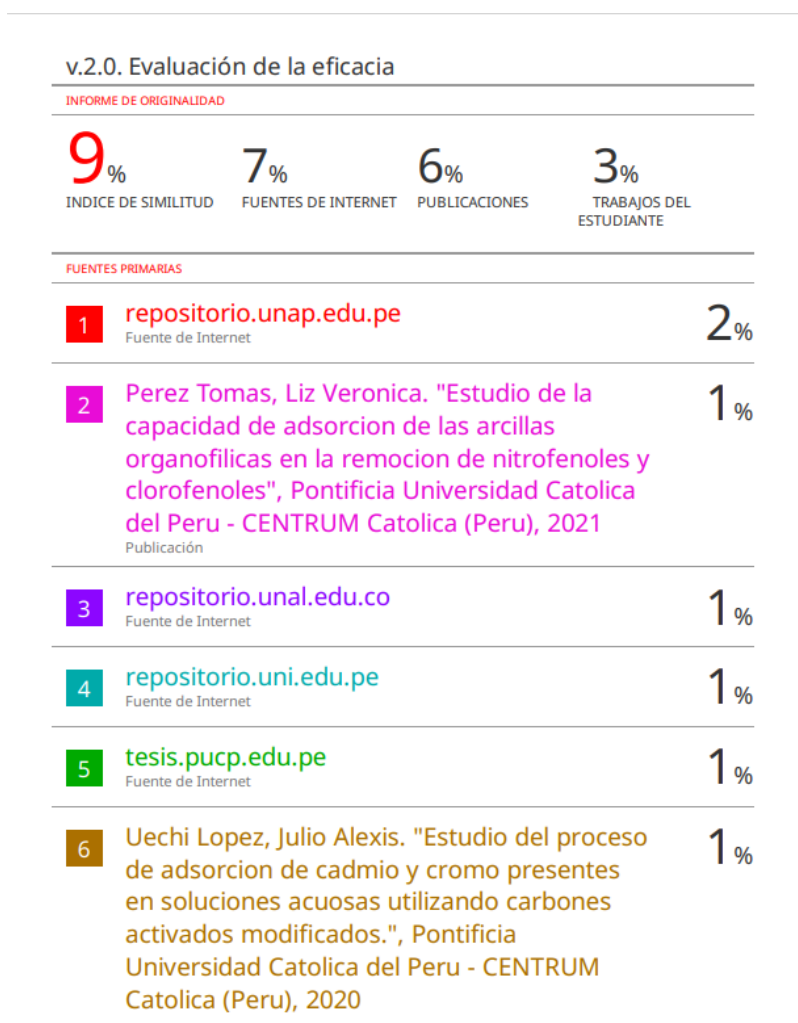 v.2.0. Evaluación de la eficacia
INFORME DE ORIGINALIDAD
9%
INDICE DE SIMILITUD
7%
FUENTES DE INTERNET
6%
PUBLICACIONES
3%
TRABAJOS DEL
ESTUDIANTE
FUENTES PRIMARIAS
1
repositorio.unap.edu.pe
Fuente de Internet
2%
2
Perez Tomas, Liz Veronica. "Estudio de la
capacidad de adsorcion de las arcillas
organofilicas en la remocion de nitrofenoles y
clorofenoles", Pontificia Universidad Catolica
del Peru - CENTRUM Catolica (Peru), 2021
Publicación
1%
3
repositorio.unal.edu.co
Fuente de Internet
1%
4
repositorio.uni.edu.pe
Fuente de Internet
1%
5
tesis.pucp.edu.pe
Fuente de Internet
1%
6
Uechi Lopez, Julio Alexis. "Estudio del proceso
de adsorcion de cadmio y cromo presentes
en soluciones acuosas utilizando carbones
activados modificados.", Pontificia
Universidad Catolica del Peru - CENTRUM
Catolica (Peru), 2020
1%